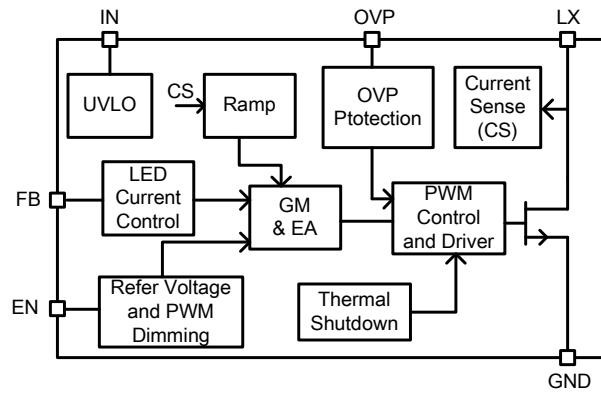 IN
OVP
LX
UVLO
CS
Ramp
OVP
Ptotection
Current
Sense
(CS)
FB
LED
Current
Control
GM
& EA
PWM
Control
and Driver
EN
Refer Voltage
and PWM
Dimming
Thermal
Shutdown
GND